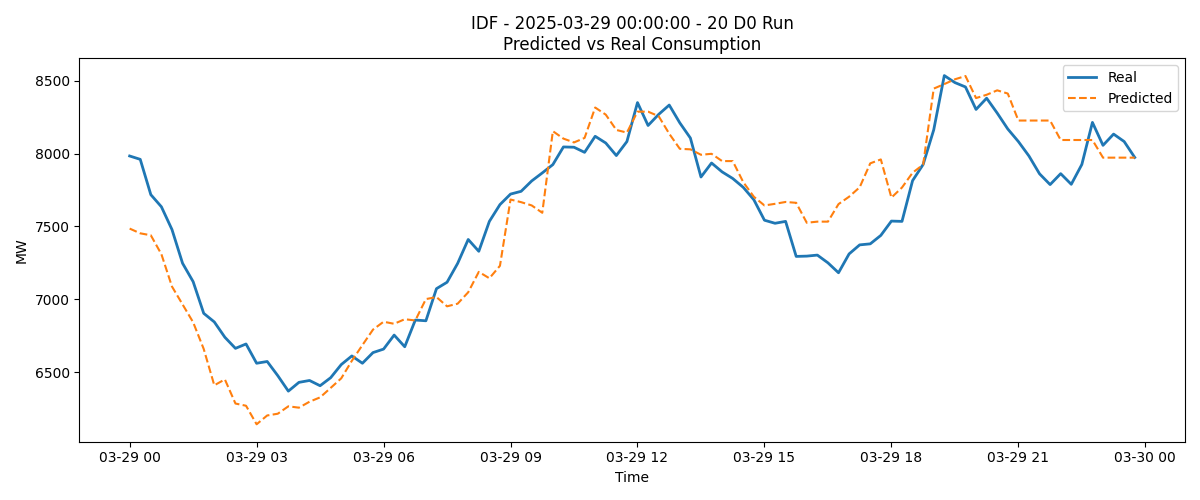 IDF - 2025-03-29 00:00:00 - 20 D0 Run
Predicted vs Real Consumption
Real
Predicted
8500
8000
7500
7000
6500
MW
03-29 00
03-29 03
03-29 06
03-29 09
03-29 12
03-29 15
03-29 18
03-29 21
03-30 00
Time